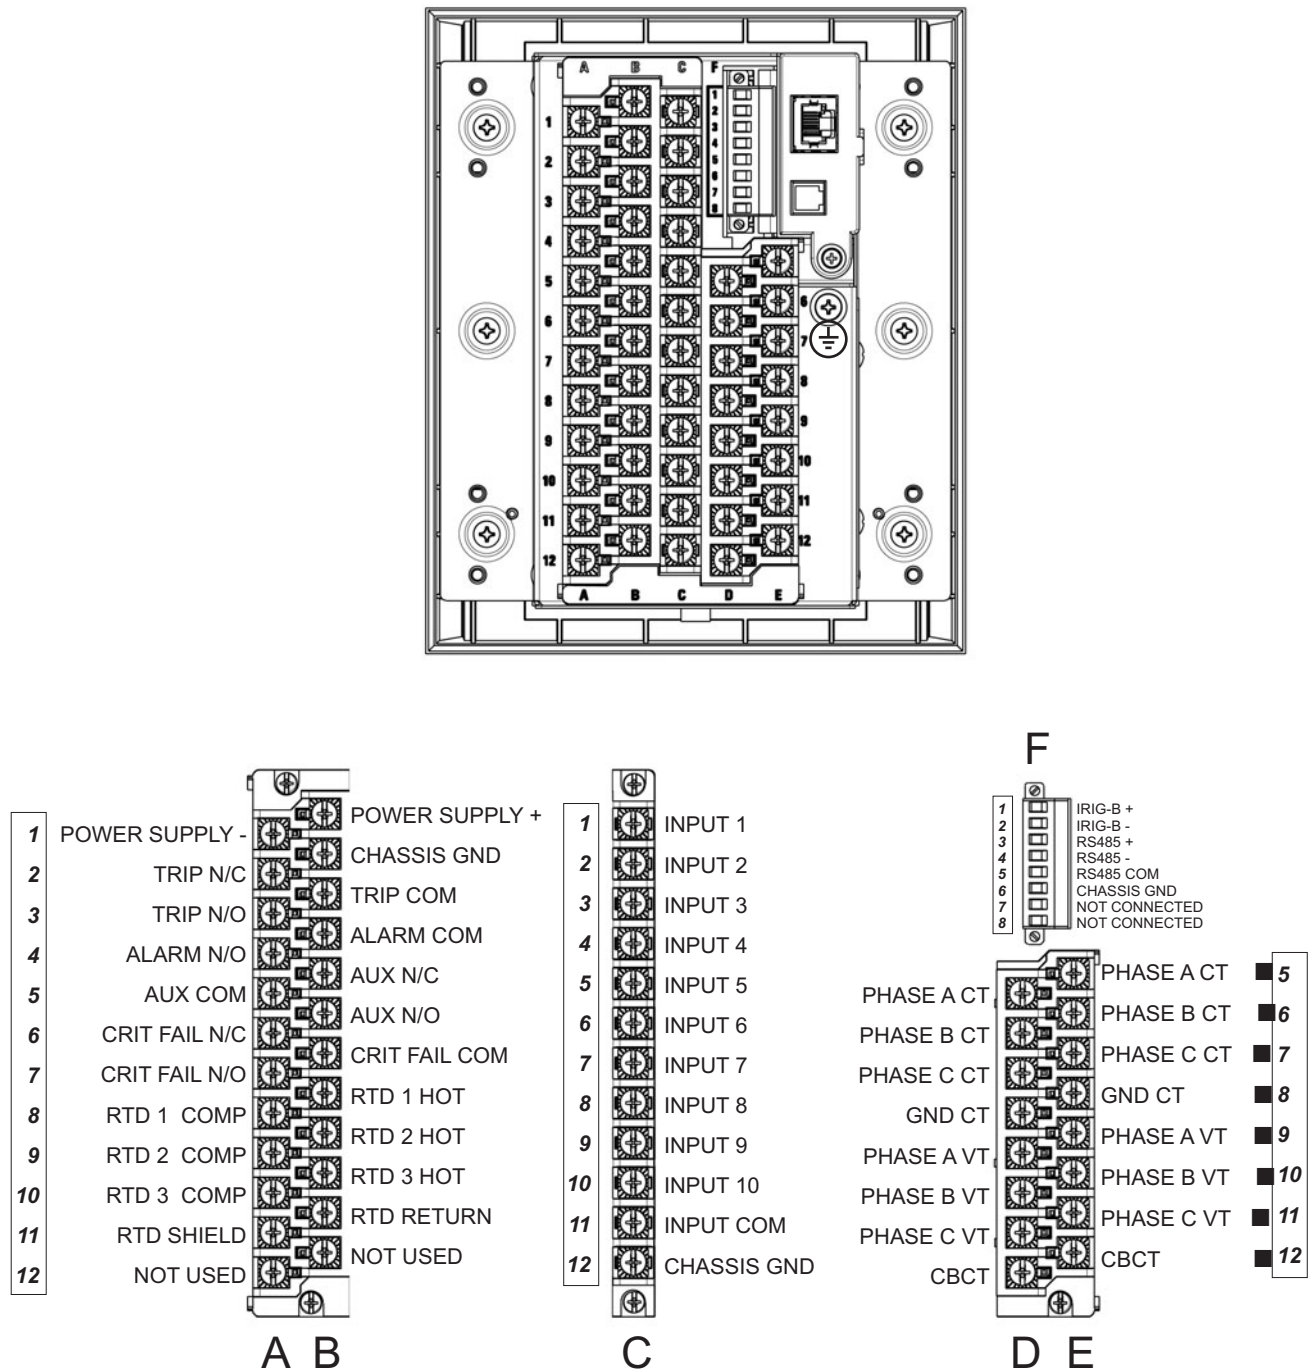 A B C F
1
2
3
4
5
6
7
8
1
2
3
4
5
6
7
8
9
10
11
12
6
7
8
9
10
11
12
A B C D E
1 POWER SUPPLY -
2 TRIP N/C
3 TRIP N/O
4 ALARM N/O
5 AUX COM
6 CRIT FAIL N/C
7 CRIT FAIL N/O
8 RTD 1 COMP
9 RTD 2 COMP
10 RTD 3 COMP
11 RTD SHIELD
12 NOT USED
POWER SUPPLY +
CHASSIS GND
TRIP COM
ALARM COM
AUX N/C
AUX N/O
CRIT FAIL COM
RTD 1 HOT
RTD 2 HOT
RTD 3 HOT
RTD RETURN
NOT USED
A B
1 INPUT 1
2 INPUT 2
3 INPUT 3
4 INPUT 4
5 INPUT 5
6 INPUT 6
7 INPUT 7
8 INPUT 8
9 INPUT 9
10 INPUT 10
11 INPUT COM
12 CHASSIS GND
C
F
1 IRIG-B +
2 IRIG-B -
3 RS485 +
4 RS485 -
5 RS485 COM
6 CHASSIS GND
7 NOT CONNECTED
8 NOT CONNECTED
PHASE A CT
PHASE B CT
PHASE C CT
GND CT
PHASE A VT
PHASE B VT
PHASE C VT
CBCT
PHASE A CT ■ 5
PHASE B CT ■ 6
PHASE C CT ■ 7
GND CT ■ 8
PHASE A VT ■ 9
PHASE B VT ■ 10
PHASE C VT ■ 11
CBCT ■ 12
D E